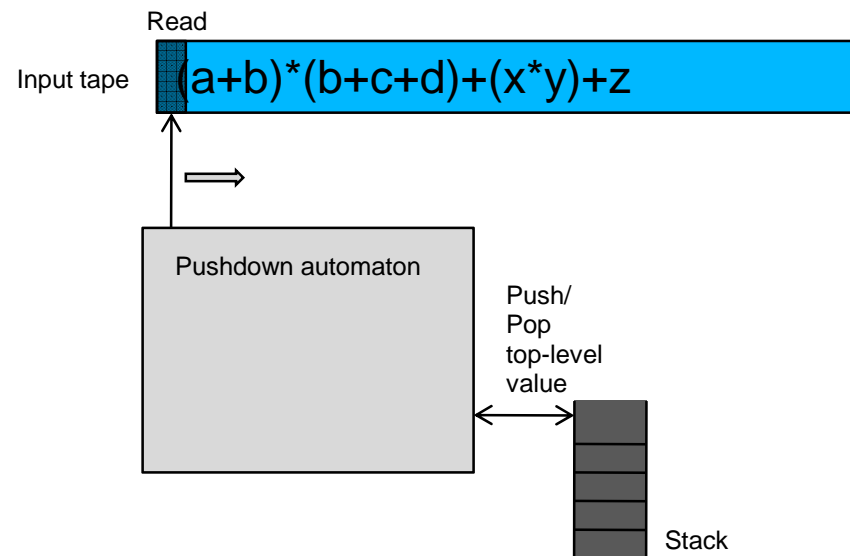 Read
Input tape
(a+b)*(b+c+d)+(x*y)+z
Pushdown automaton
Push/
Pop
top-level
value
Stack